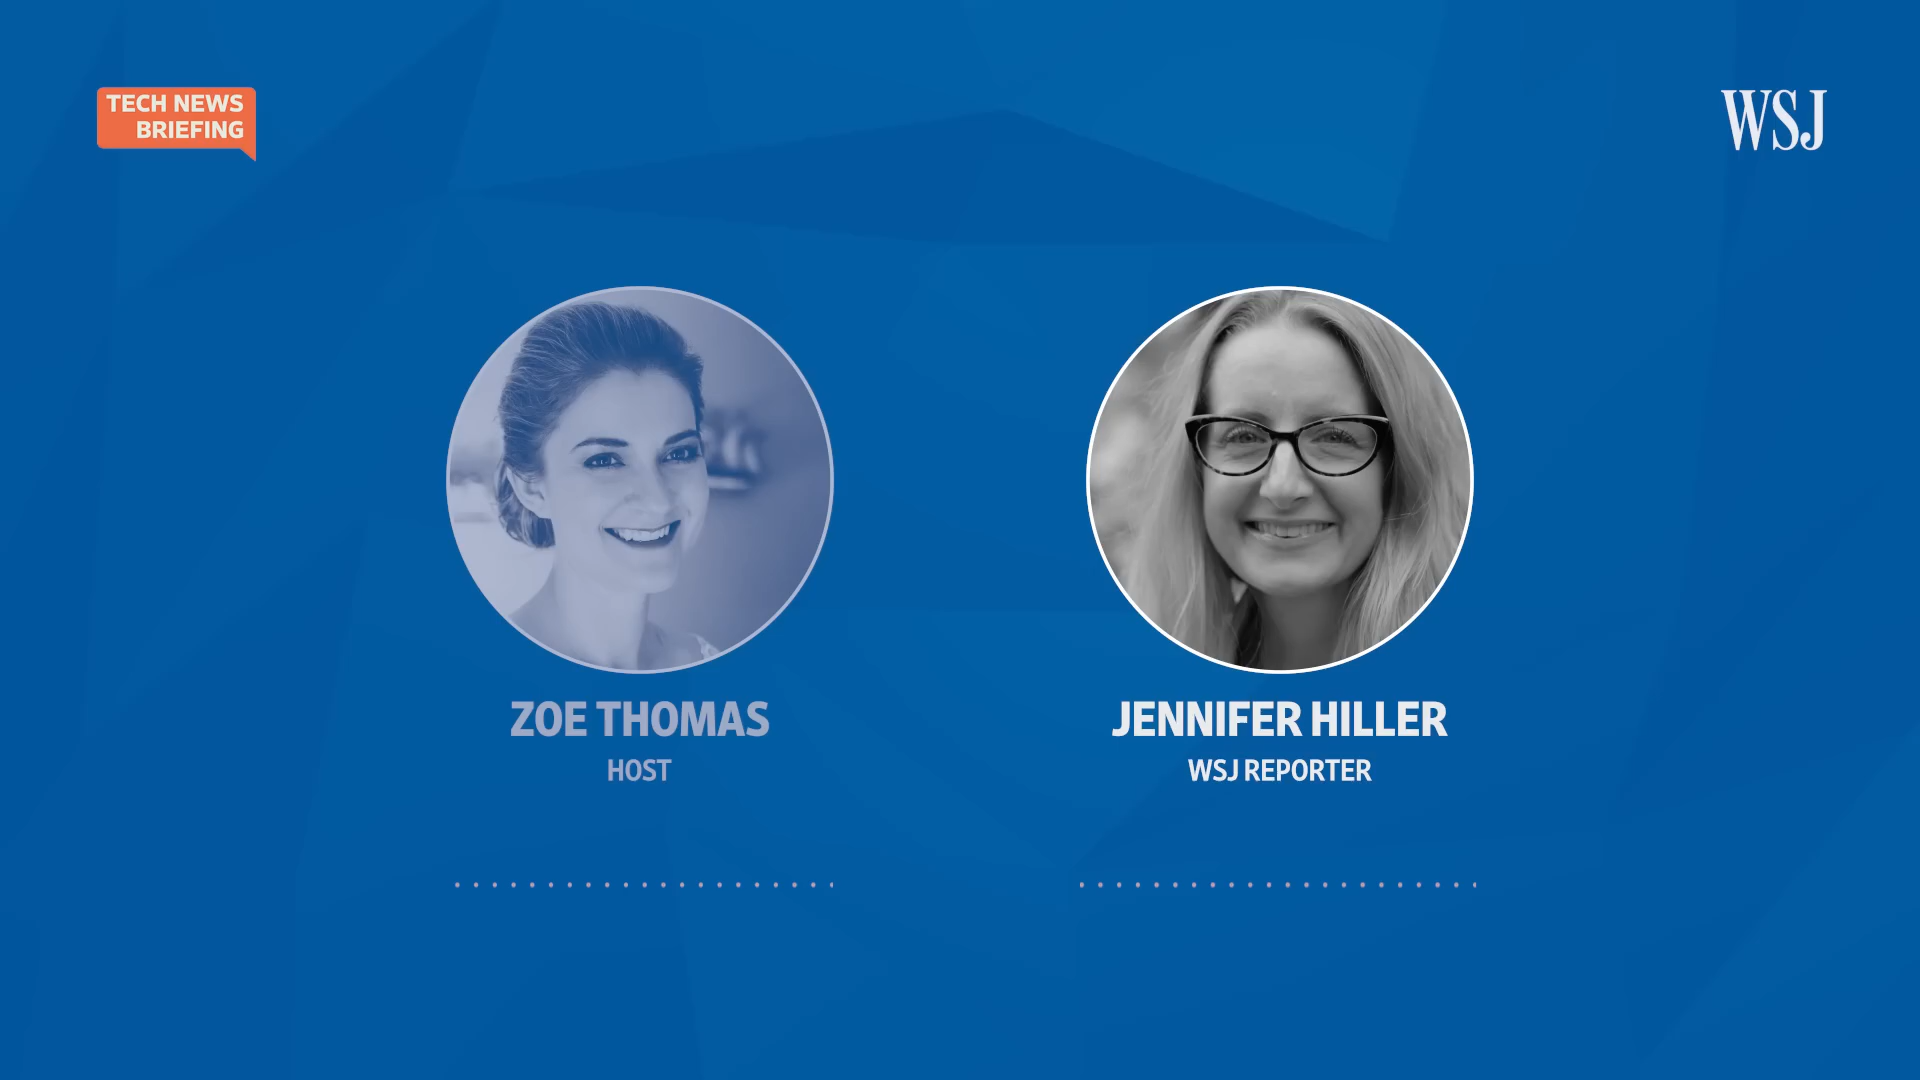 TECH NEWS
BRIEFING
WSJ
ZOE THOMAS
HOST
JENNIFER HILLER
WSJ REPORTER